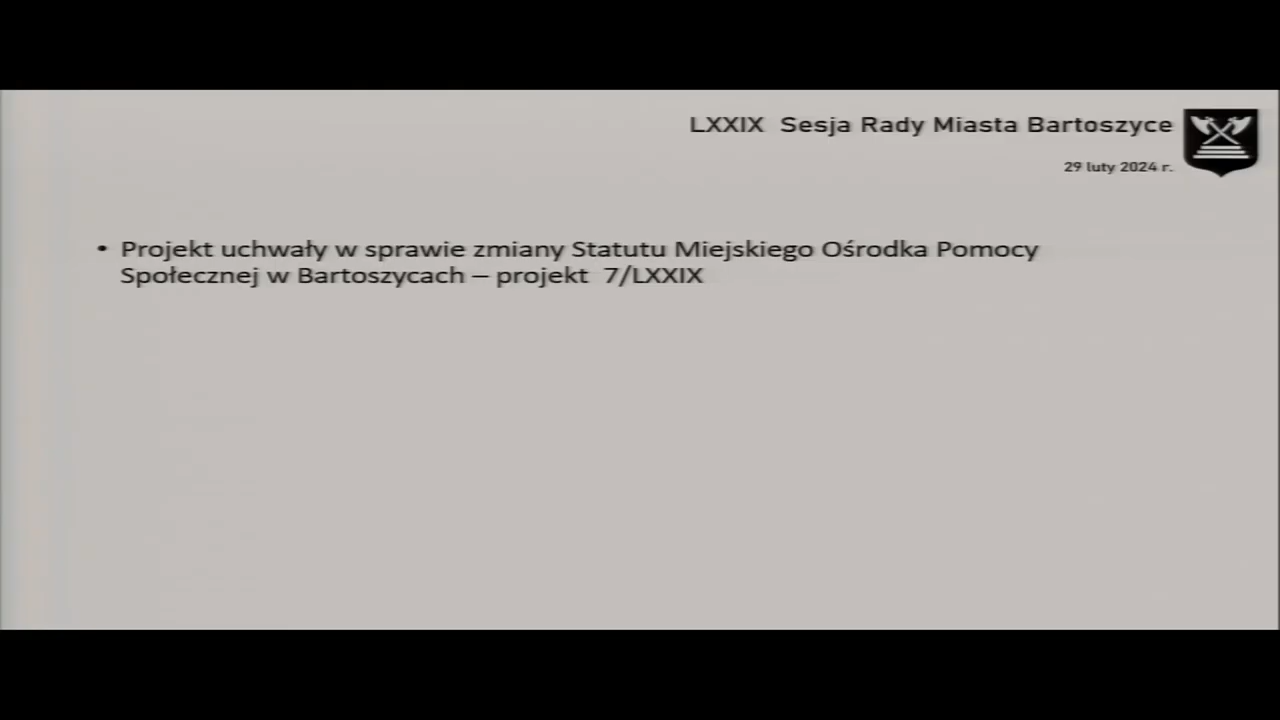 LXXIX Sesja Rady Miasta Bartoszyce
29 luty 2024 r.
• Projekt uchwały w sprawie zmiany Statutu Miejskiego Ośrodka Pomocy
Społecznej w Bartoszycach – projekt 7/LXXIX